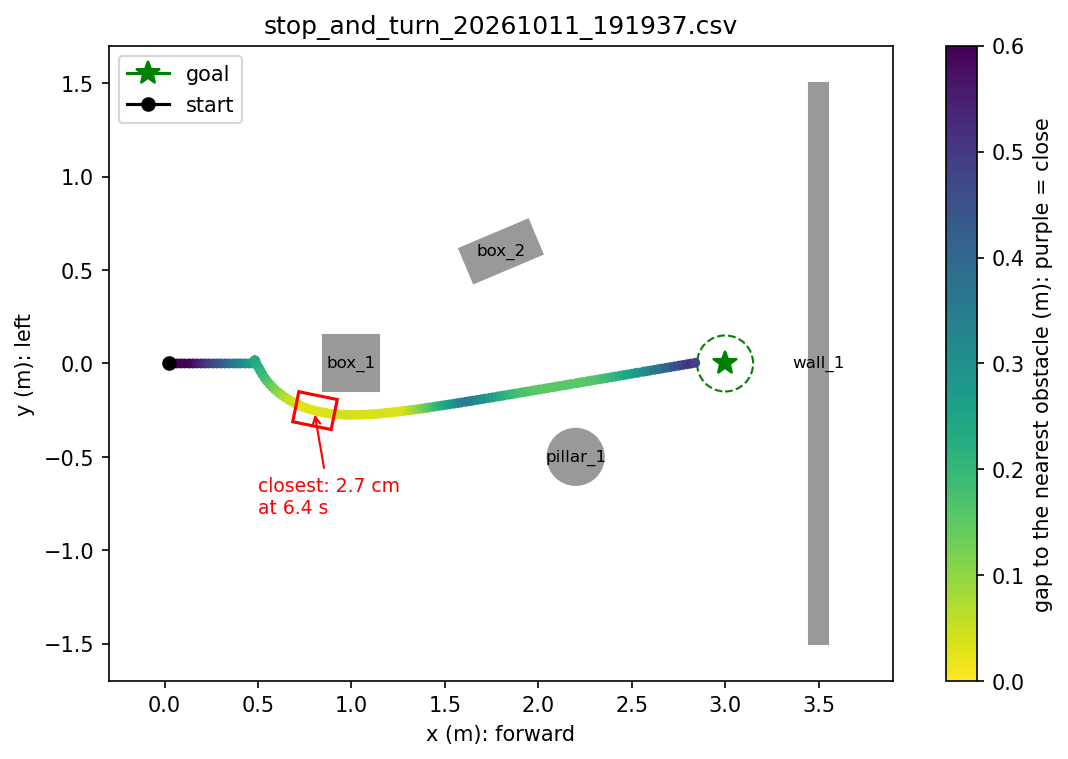 stop_and_turn_20261011_191937.csv
goal
start
1.5
1.0
0.5
0.0
−0.5
−1.0
−1.5
y (m): left
box_2
box_1
wall_1
pillar_1
closest: 2.7 cm
at 6.4 s
0.0
0.5
1.0
1.5
2.0
2.5
3.0
3.5
x (m): forward
0.6
0.5
0.4
0.3
0.2
0.1
0.0
gap to the nearest obstacle (m): purple = close